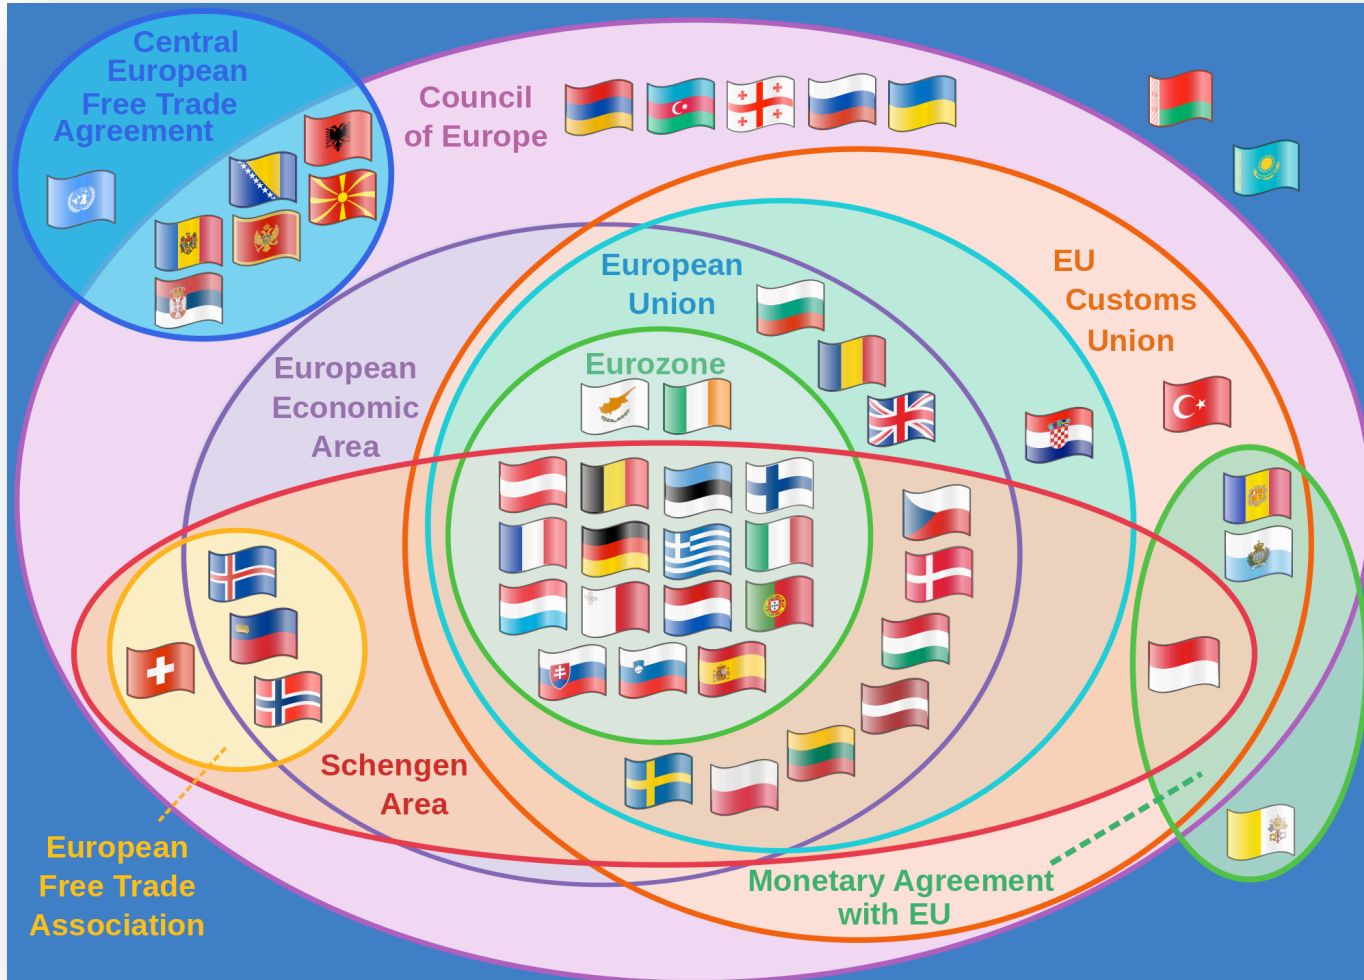 Central
European
Free Trade
Agreement
Council
of Europe
European
Union
EU
Customs
Union
Eurozone
European
Economic
Area
Schengen
Area
European
Free Trade
Association
Monetary Agreement
with EU